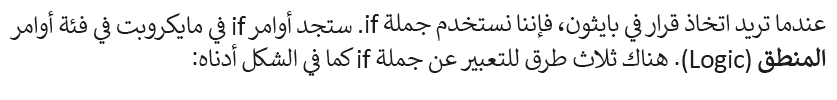 عندما تريد اتخاذ قرار في بايثون، فإننا نستخدم جملة if. ستجد أوامر if في مايكروبت في فئة أوامر
المنطق (Logic). هناك ثلاث طرق للتعبير عن جملة if كما في الشكل أدناه: